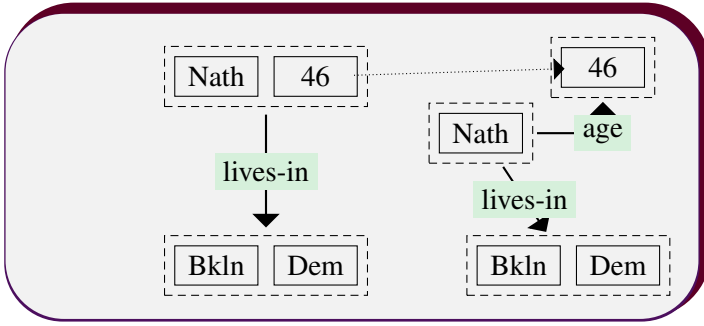 Nath 46
lives-in
Bkln Dem
46
Nath
age
lives-in
Bkln Dem